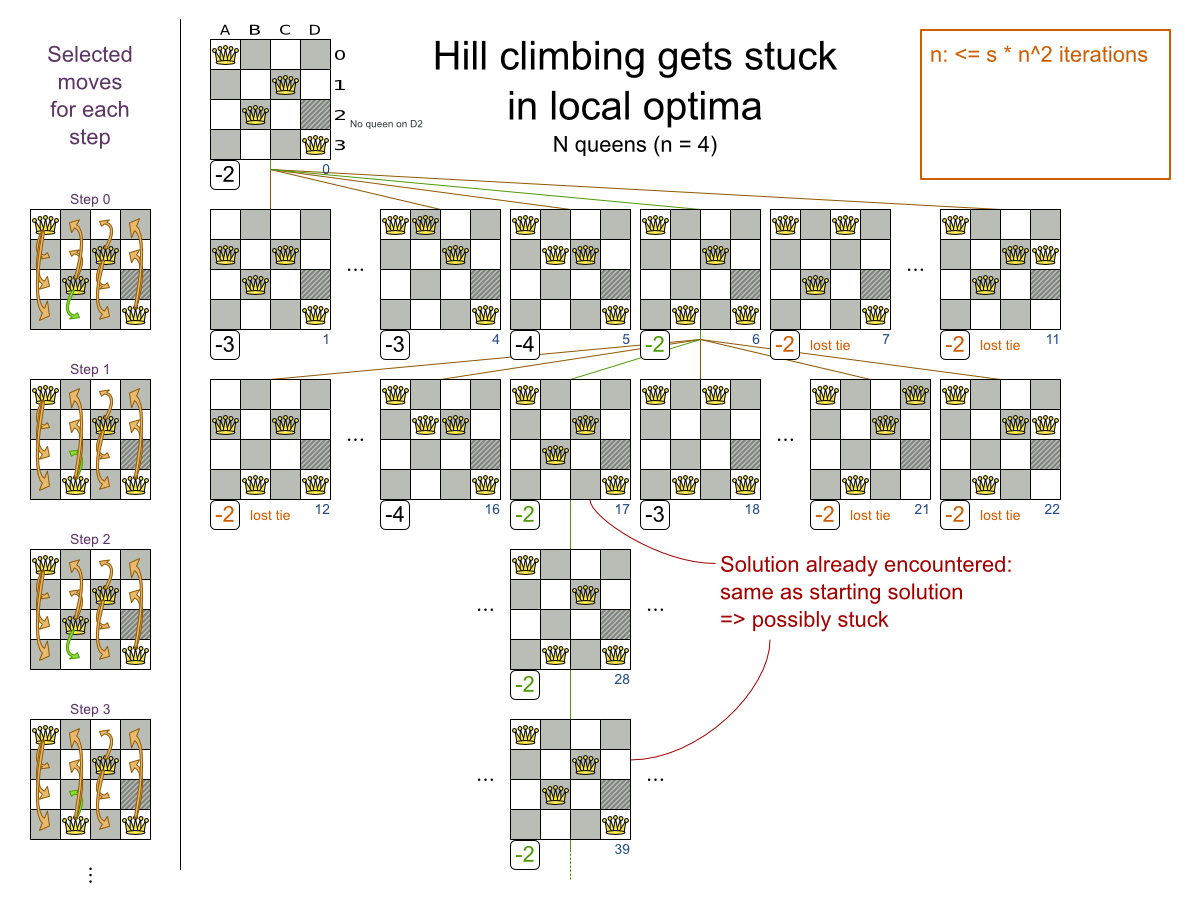 Selected
moves
for each
step
A B C D
0
1
2
3
No queen on D2
-2
0
Hill climbing gets stuck
in local optima
N queens (n = 4)
n: <= s * n^2 iterations
Step 0
-3
1
...
-3
4
-4
5
-2
6
-2
lost tie
7
...
-2
lost tie
11
Step 1
-2
lost tie
12
...
-4
16
-2
17
-3
18
...
-2
lost tie
21
-2
lost tie
22
Step 2
...
-2
28
...
Solution already encountered:
same as starting solution
=> possibly stuck
Step 3
...
-2
39
...
...